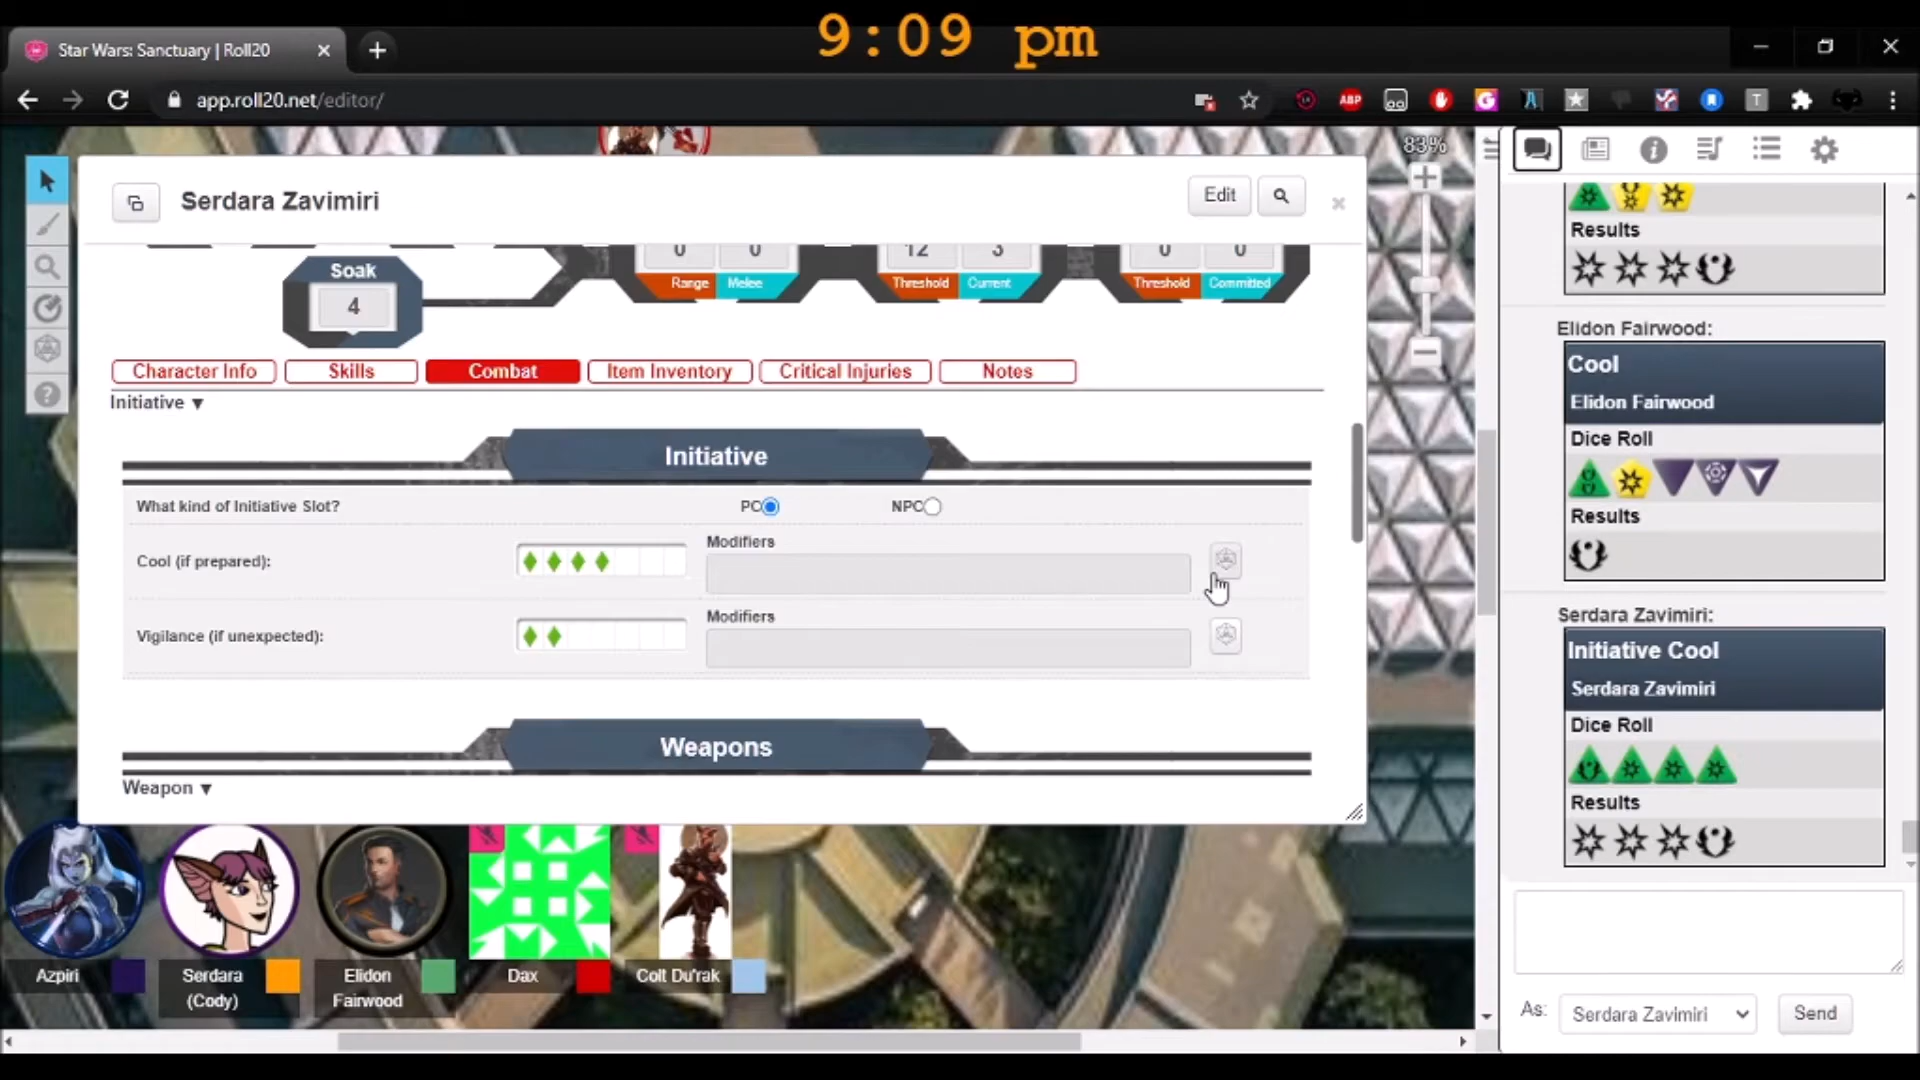 9:09 pm
Star Wars: Sanctuary | Roll20
app.roll20.net/editor/
ABP
83%
Serdara Zavimiri
Edit
Soak
4
0 0
Range Melee
12 3
Threshold Current
0 0
Threshold Committed
Character Info Skills Combat Item Inventory Critical Injuries Notes
Initiative ▼
Initiative
What kind of Initiative Slot? PC NPC
Modifiers
Cool (if prepared):
Modifiers
Vigilance (if unexpected):
Weapons
Weapon ▼
Azpiri
Serdara
(Cody)
Elidon
Fairwood
Dax
Colt Du'rak
Results
Elidon Fairwood:
Cool
Elidon Fairwood
Dice Roll
Results
Serdara Zavimiri:
Initiative Cool
Serdara Zavimiri
Dice Roll
Results
As: Serdara Zavimiri Send